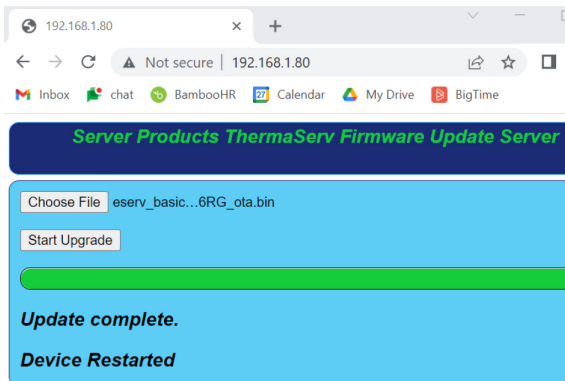 192.168.1.80
Not secure | 192.168.1.80
Inbox chat BambooHR 27 Calendar My Drive BigTime
Server Products ThermaServ Firmware Update Server
Choose File eserv_basic...6RG_ota.bin
Start Upgrade
Update complete.
Device Restarted